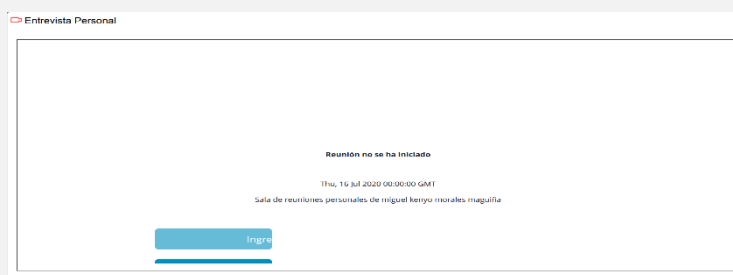 Entrevista Personal
Reunión no se ha iniciado
Thu, 16 Jul 2020 00:00:00 GMT
Sala de reuniones personales de miguel kenyo morales maguiña
Ingre